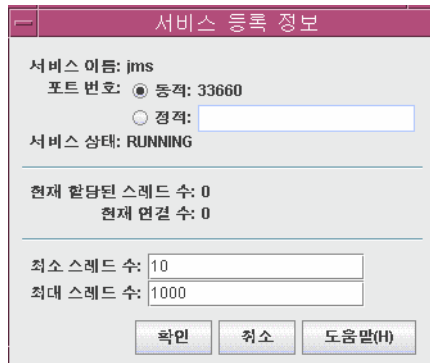 서비스 등록 정보
서비스 이름: jms
포트 번호: 동적: 33660
정적:
서비스 상태: RUNNING
현재 할당된 스레드 수: 0
현재 연결 수: 0
최소 스레드 수: 10
최대 스레드 수: 1000
확인 취소 도움말(H)